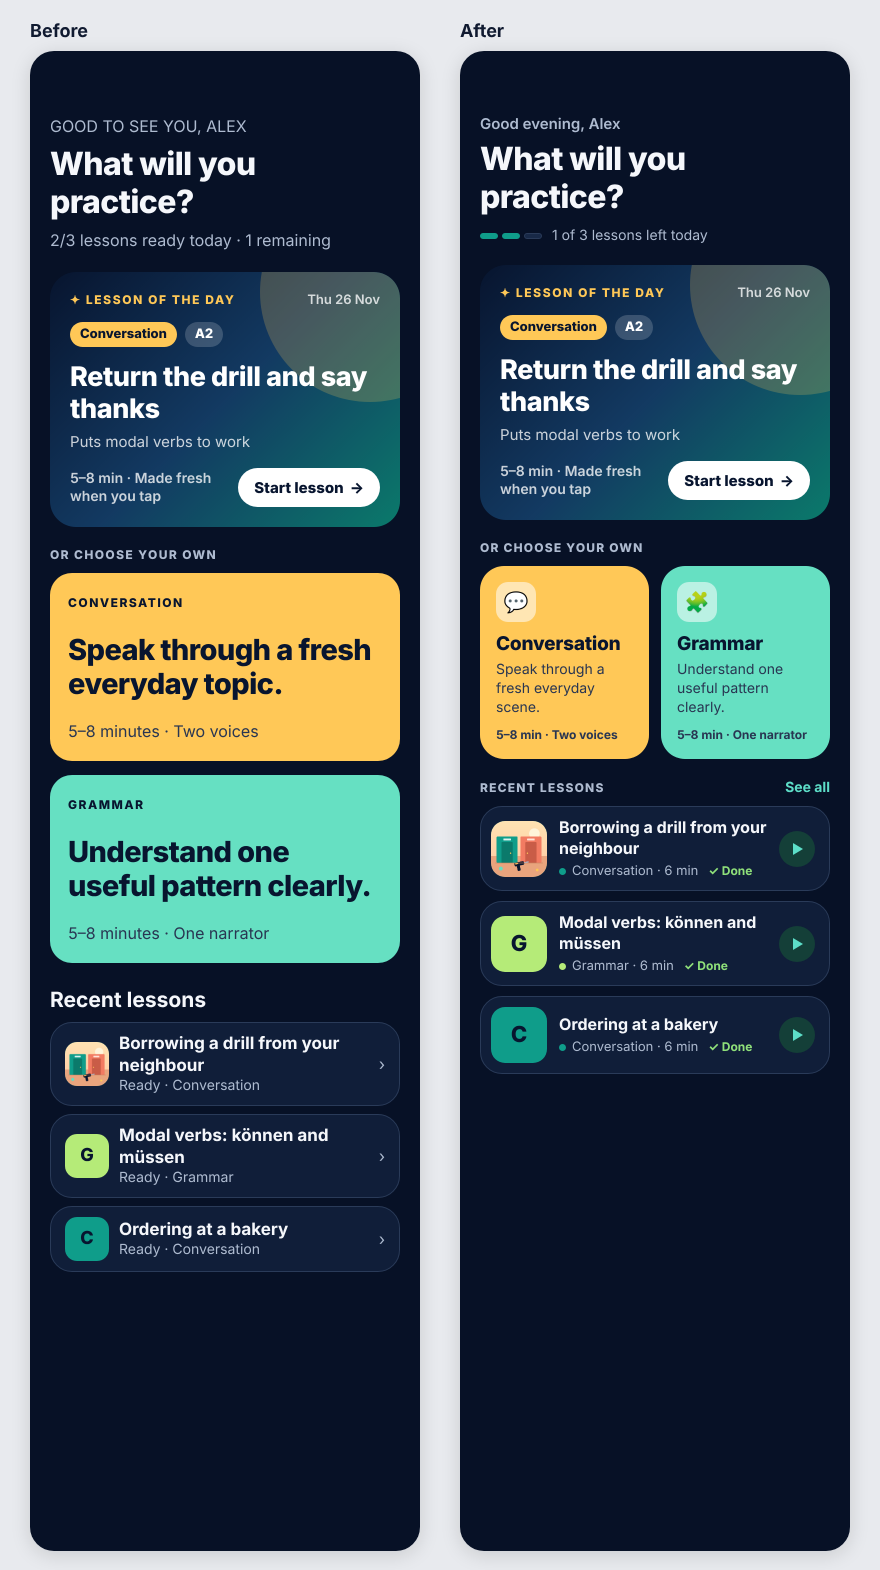 Before
GOOD TO SEE YOU, ALEX
What will you
practice?
2/3 lessons ready today · 1 remaining
✦ LESSON OF THE DAY
Thu 26 Nov
Conversation
A2
Return the drill and say
thanks
Puts modal verbs to work
5–8 min · Made fresh
when you tap
Start lesson →
OR CHOOSE YOUR OWN
CONVERSATION
Speak through a fresh
everyday topic.
5–8 minutes · Two voices
GRAMMAR
Understand one
useful pattern clearly.
5–8 minutes · One narrator
Recent lessons
Borrowing a drill from your
neighbour
Ready · Conversation
›
G
Modal verbs: können and
müssen
Ready · Grammar
›
C
Ordering at a bakery
Ready · Conversation
›
After
Good evening, Alex
What will you
practice?
1 of 3 lessons left today
✦ LESSON OF THE DAY
Thu 26 Nov
Conversation
A2
Return the drill and say
thanks
Puts modal verbs to work
5–8 min · Made fresh
when you tap
Start lesson →
OR CHOOSE YOUR OWN
Conversation
Speak through a
fresh everyday
scene.
5–8 min · Two voices
Grammar
Understand one
useful pattern
clearly.
5–8 min · One narrator
RECENT LESSONS
See all
Borrowing a drill from your
neighbour
Conversation · 6 min ✓ Done
G
Modal verbs: können and
müssen
Grammar · 6 min ✓ Done
C
Ordering at a bakery
Conversation · 6 min ✓ Done